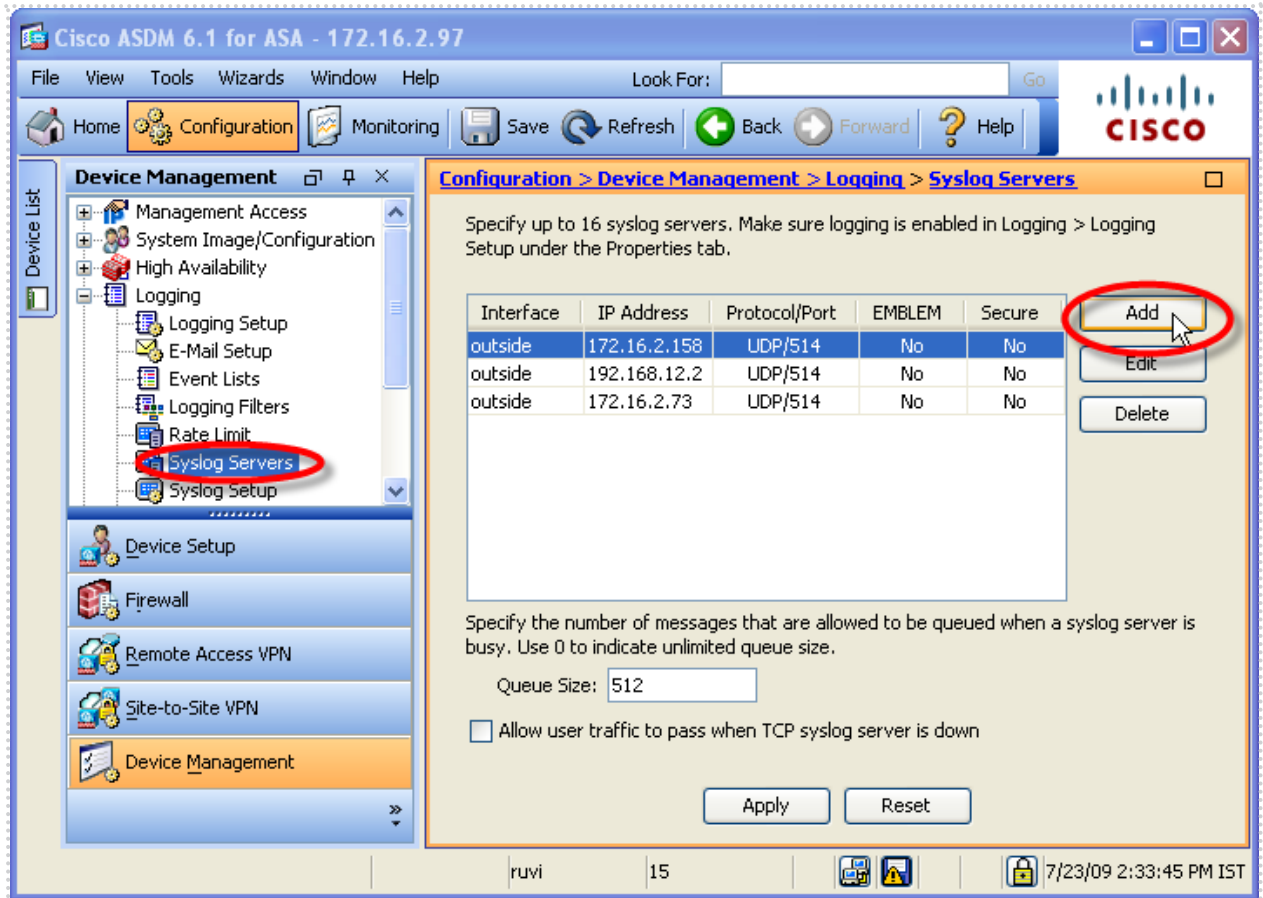 Cisco ASDM 6.1 for ASA - 172.16.2.97
File View Tools Wizards Window Help Look For: Go
Home Configuration Monitoring Save Refresh Back Forward Help
CISCO
Device List
Device Management
Management Access
System Image/Configuration
High Availability
Logging
Logging Setup
E-Mail Setup
Event Lists
Logging Filters
Rate Limit
Syslog Servers
Syslog Setup
Device Setup
Firewall
Remote Access VPN
Site-to-Site VPN
Device Management
Configuration > Device Management > Logging > Syslog Servers
Specify up to 16 syslog servers. Make sure logging is enabled in Logging > Logging
Setup under the Properties tab.
Interface IP Address Protocol/Port EMBLEM Secure
outside 172.16.2.158 UDP/514 No No
outside 192.168.12.2 UDP/514 No No
outside 172.16.2.73 UDP/514 No No
Add
Edit
Delete
Specify the number of messages that are allowed to be queued when a syslog server is
busy. Use 0 to indicate unlimited queue size.
Queue Size: 512
Allow user traffic to pass when TCP syslog server is down
Apply Reset
ruvi 15 7/23/09 2:33:45 PM IST